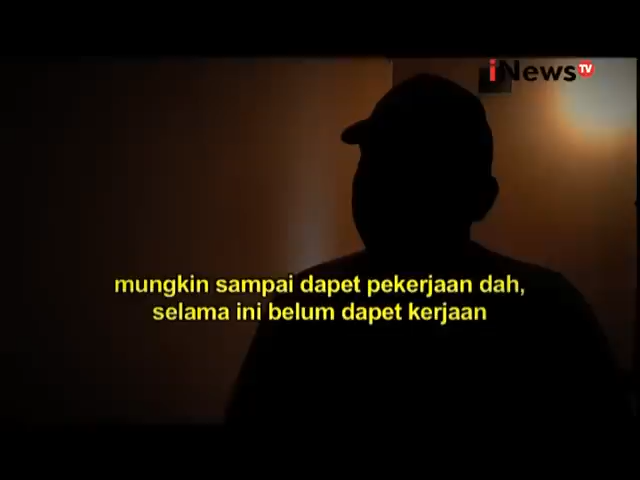 iNews TV
mungkin sampai dapet pekerjaan dah,
selama ini belum dapet kerjaan